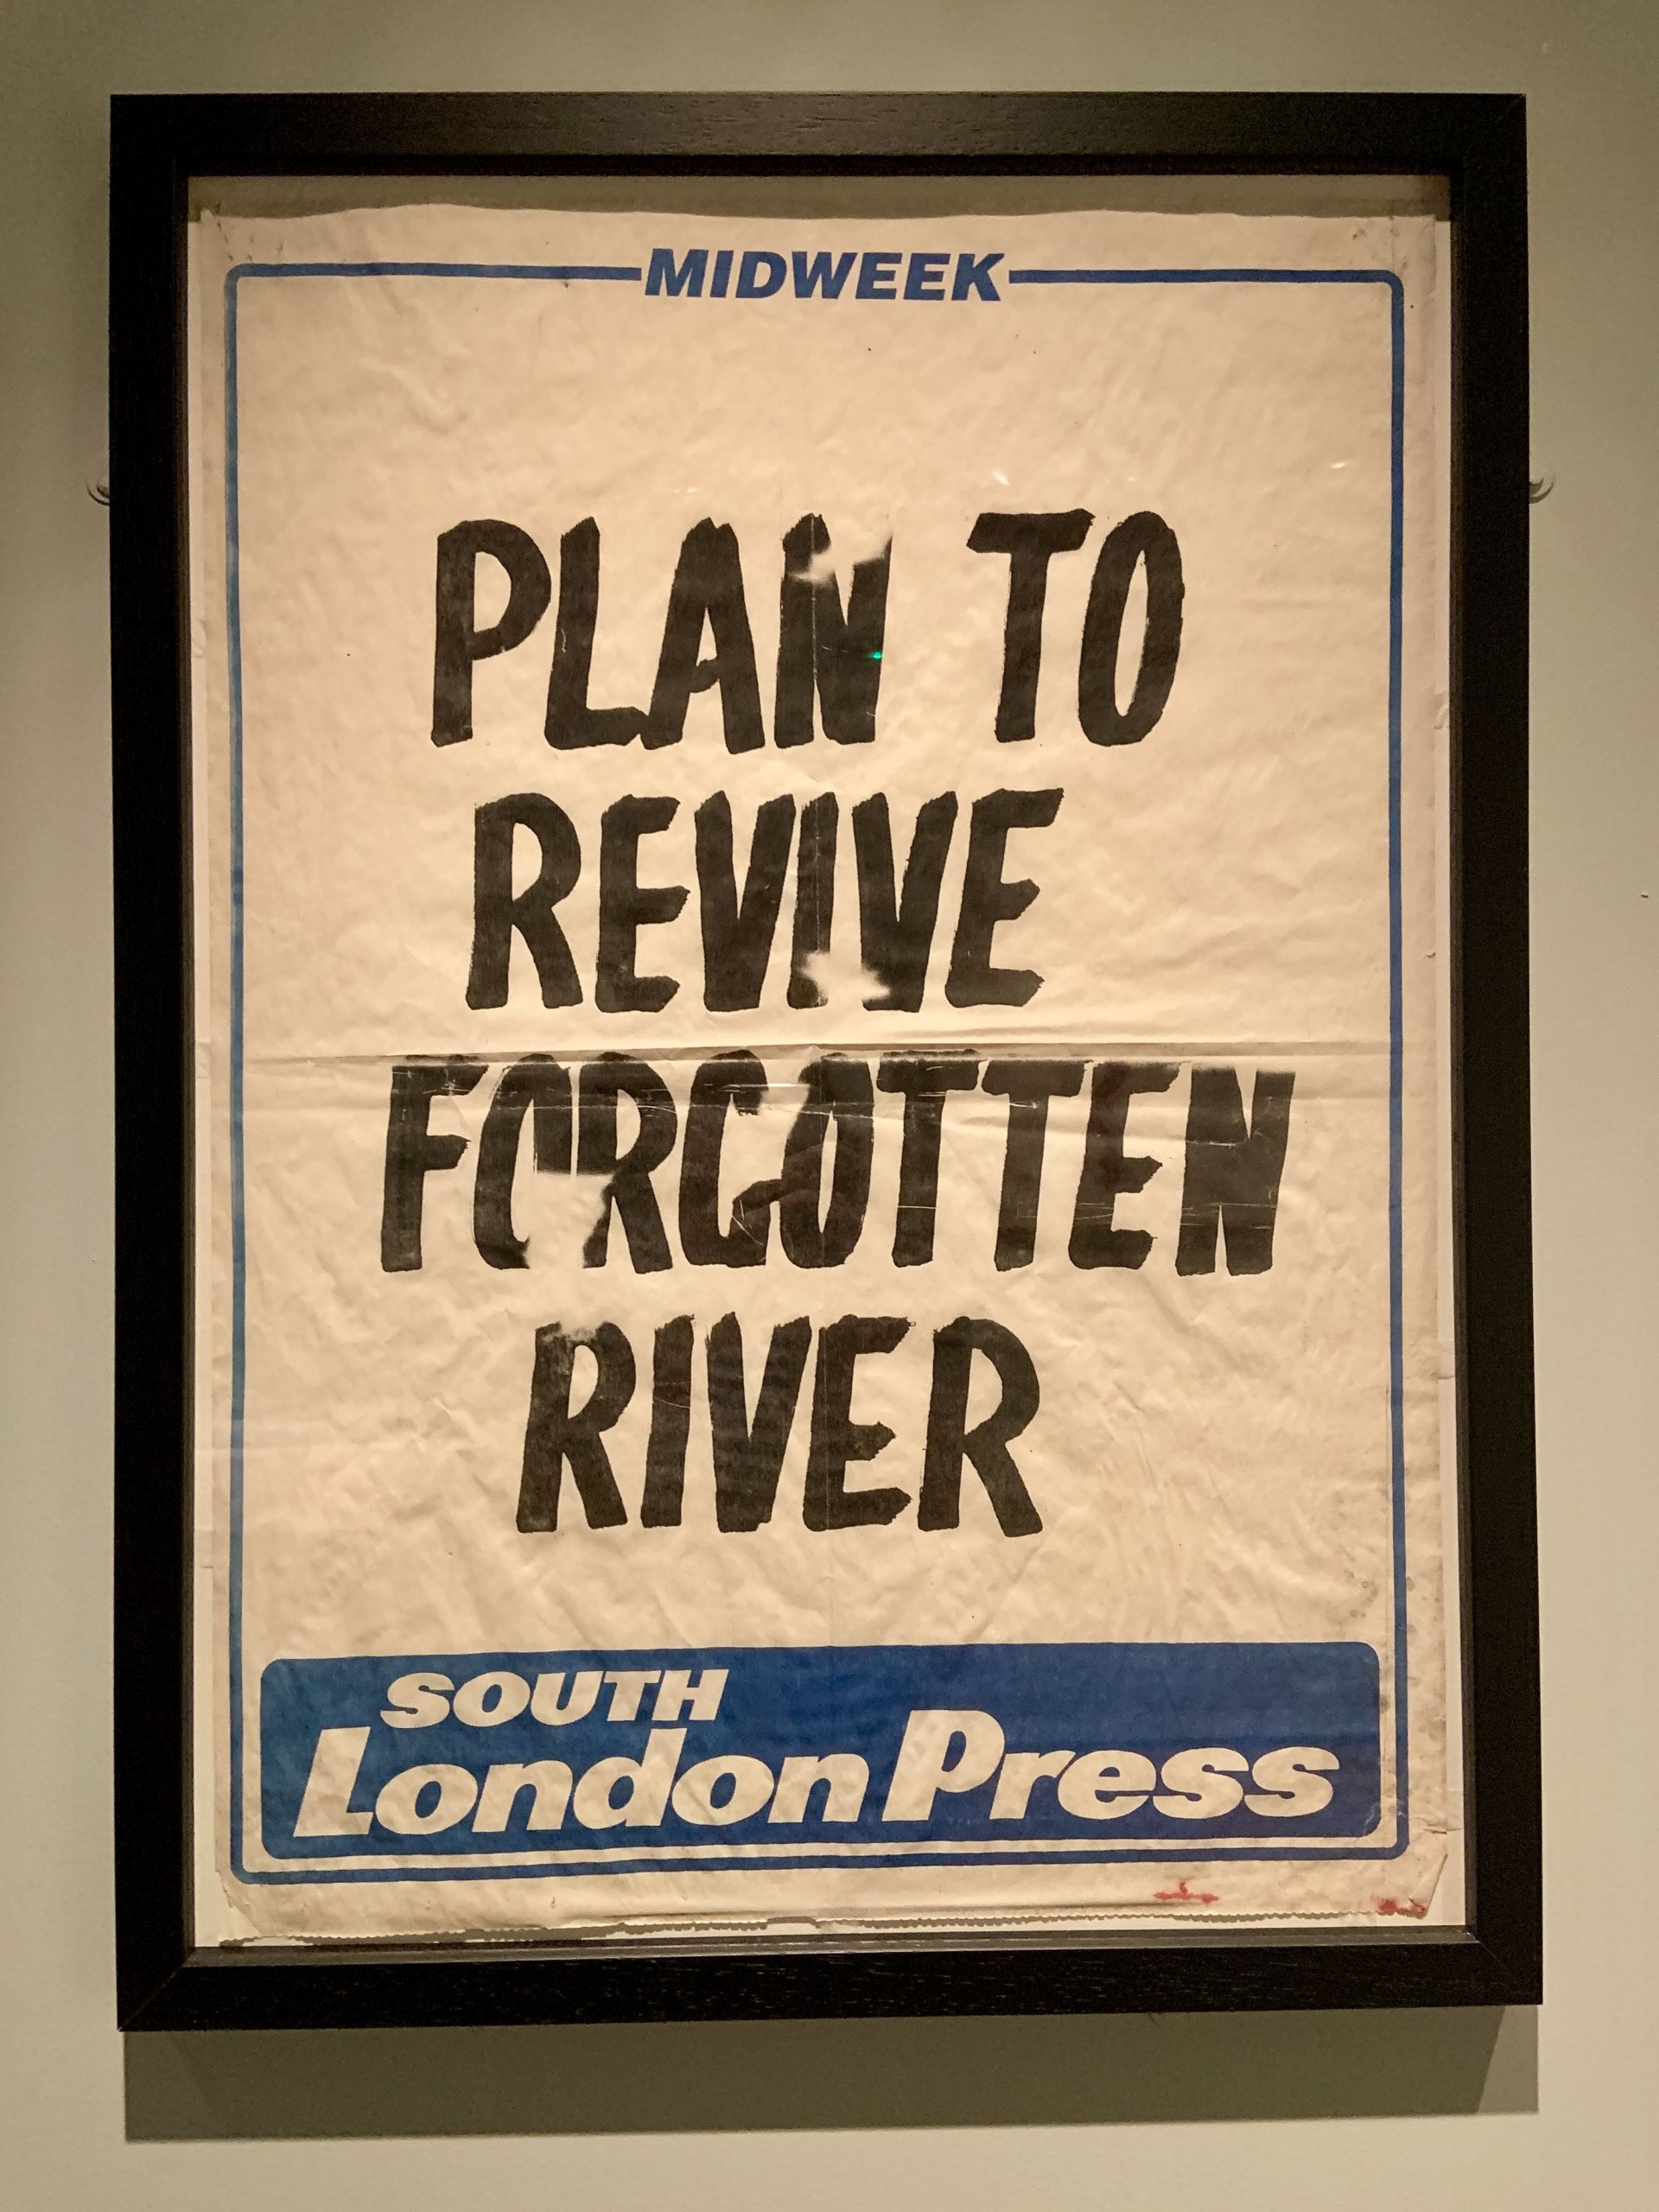 MIDWEEK
PLAN TO
REVIVE
FORGOTTEN
RIVER
SOUTH
London Press